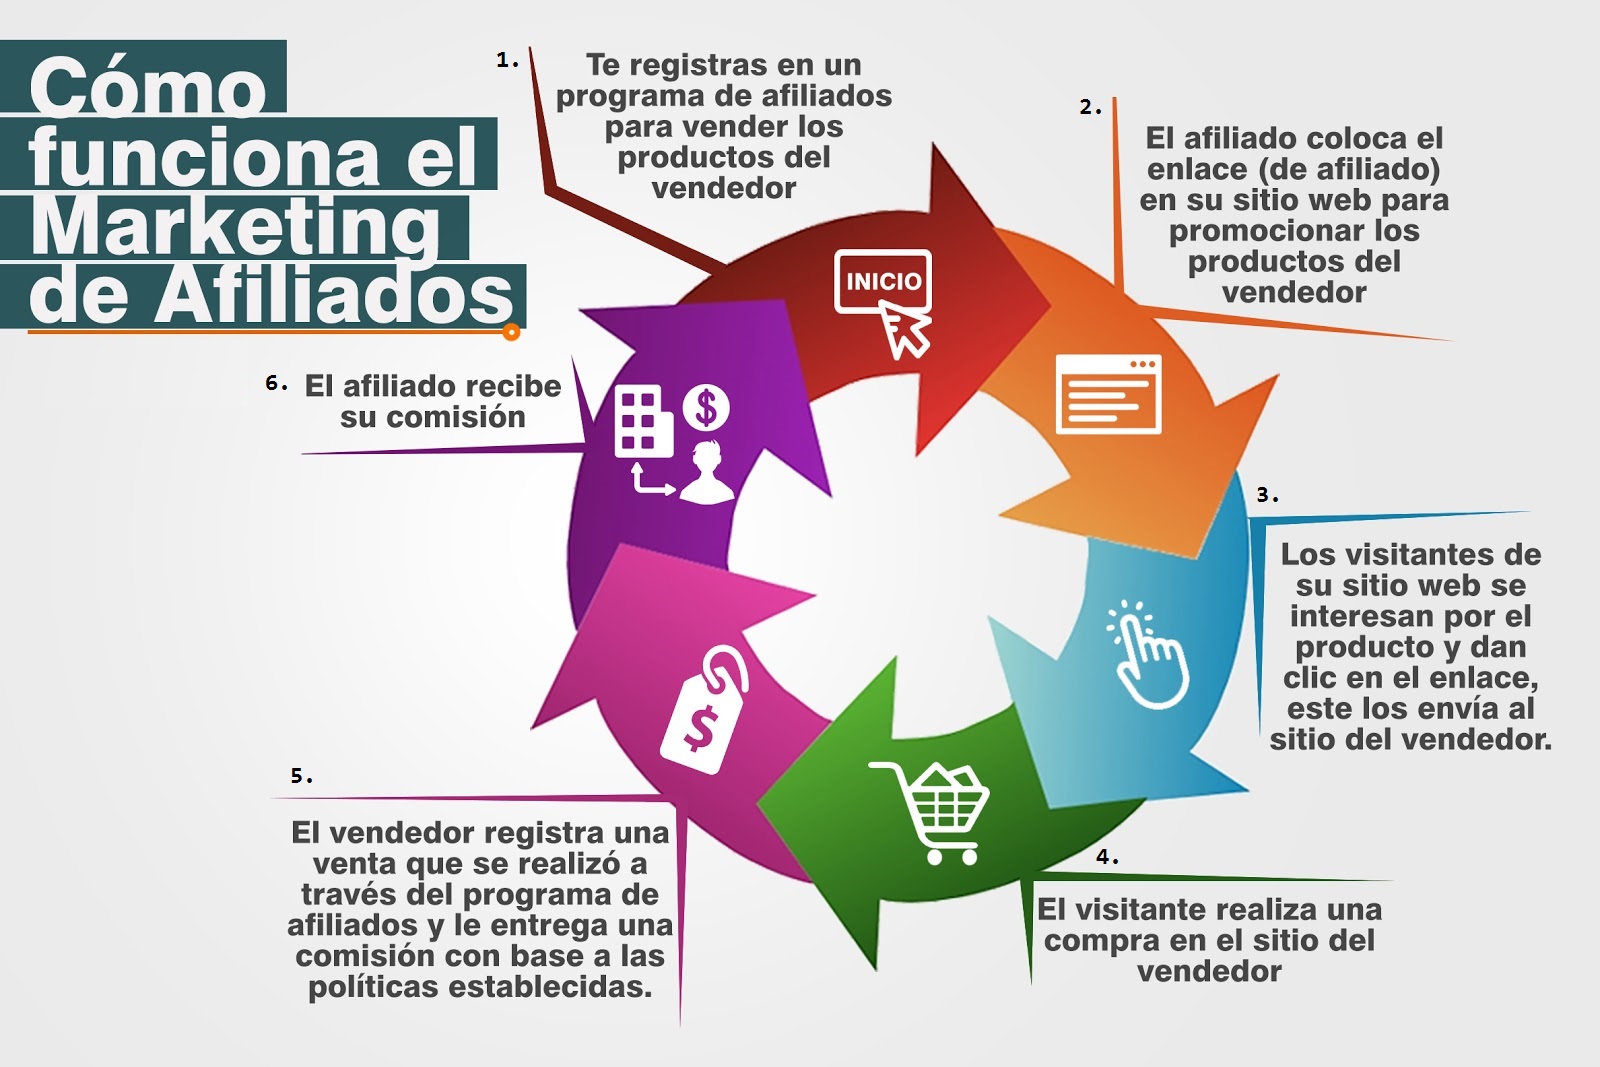 Cómo
funciona el
Marketing
de Afiliados
1.
Te registras en un
programa de afiliados
para vender los
productos del
vendedor
INICIO
2.
El afiliado coloca el
enlace (de afiliado)
en su sitio web para
promocionar los
productos del
vendedor
3.
Los visitantes de
su sitio web se
interesan por el
producto y dan
clic en el enlace,
este los envía al
sitio del vendedor.
4.
El visitante realiza una
compra en el sitio del
vendedor
5.
El vendedor registra una
venta que se realizó a
través del programa de
afiliados y le entrega una
comisión con base a las
políticas establecidas.
$
6.
El afiliado recibe
su comisión
$